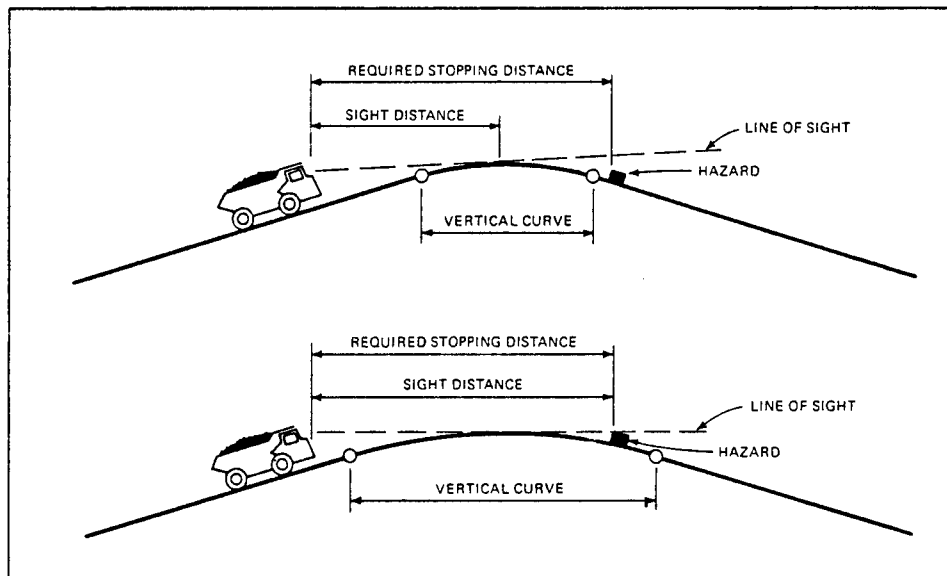 REQUIRED STOPPING DISTANCE
SIGHT DISTANCE
LINE OF SIGHT
HAZARD
VERTICAL CURVE
REQUIRED STOPPING DISTANCE
SIGHT DISTANCE
LINE OF SIGHT
HAZARD
VERTICAL CURVE